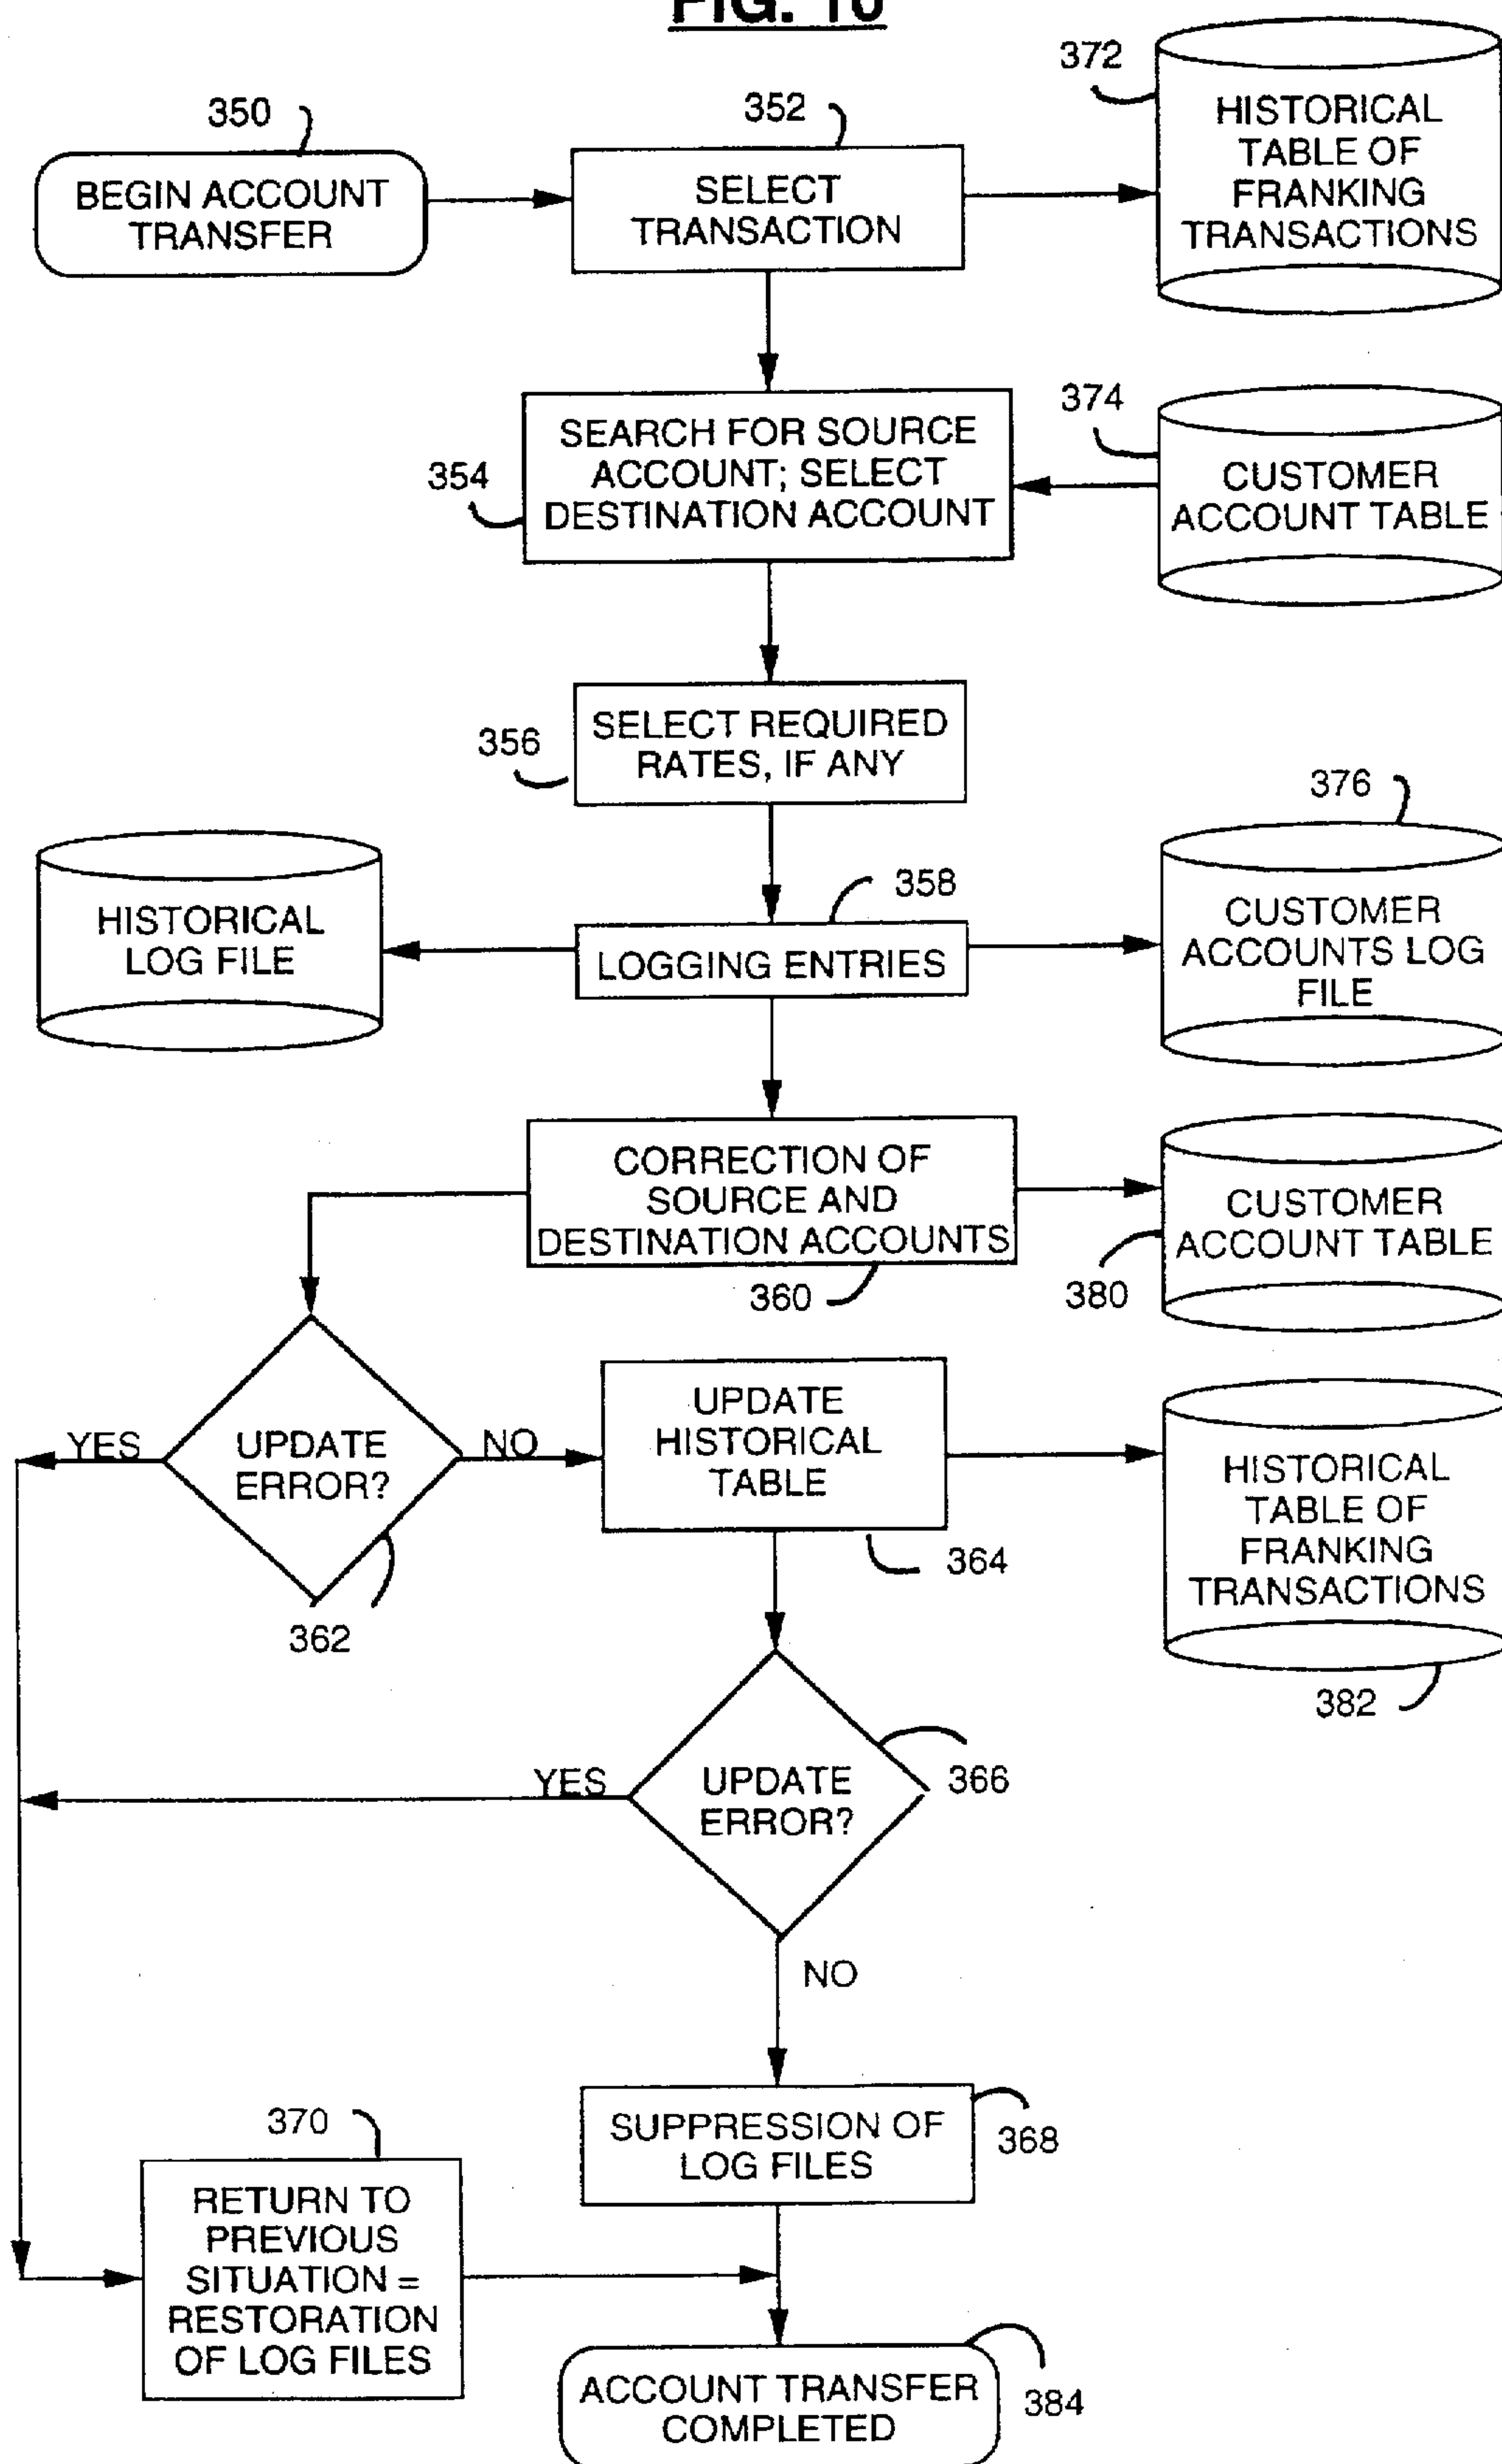 FIG. 10
350
BEGIN ACCOUNT
TRANSFER
352
SELECT
TRANSACTION
372
HISTORICAL
TABLE OF
FRANKING
TRANSACTIONS
354
SEARCH FOR SOURCE
ACCOUNT; SELECT
DESTINATION ACCOUNT
374
CUSTOMER
ACCOUNT TABLE
356
SELECT REQUIRED
RATES, IF ANY
HISTORICAL
LOG FILE
358
LOGGING ENTRIES
376
CUSTOMER
ACCOUNTS LOG
FILE
CORRECTION OF
SOURCE AND
DESTINATION ACCOUNTS
360
CUSTOMER
ACCOUNT TABLE
380
YES
UPDATE
ERROR?
NO
362
UPDATE
HISTORICAL
TABLE
364
HISTORICAL
TABLE OF
FRANKING
TRANSACTIONS
382
YES
UPDATE
ERROR?
366
NO
SUPPRESSION OF
LOG FILES
368
370
RETURN TO
PREVIOUS
SITUATION =
RESTORATION
OF LOG FILES
ACCOUNT TRANSFER
COMPLETED
384